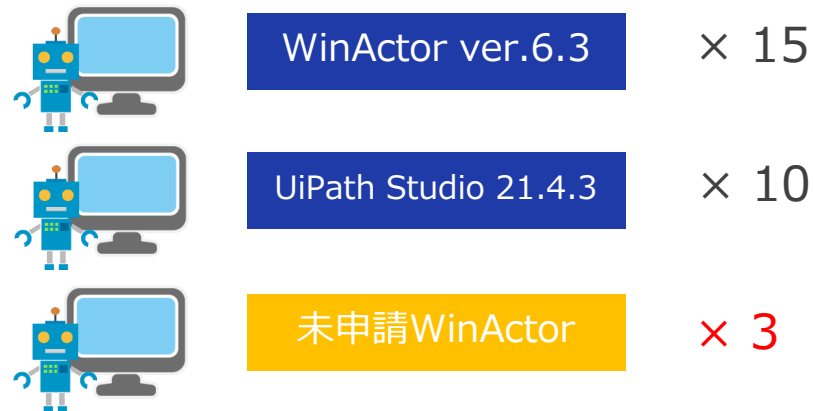 WinActor ver.6.3 × 15
UiPath Studio 21.4.3 × 10
未申請WinActor × 3